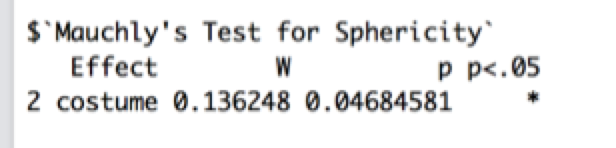 $`Mauchly's Test for Sphericity`
Effect W p p<.05
2 costume 0.136248 0.04684581 *